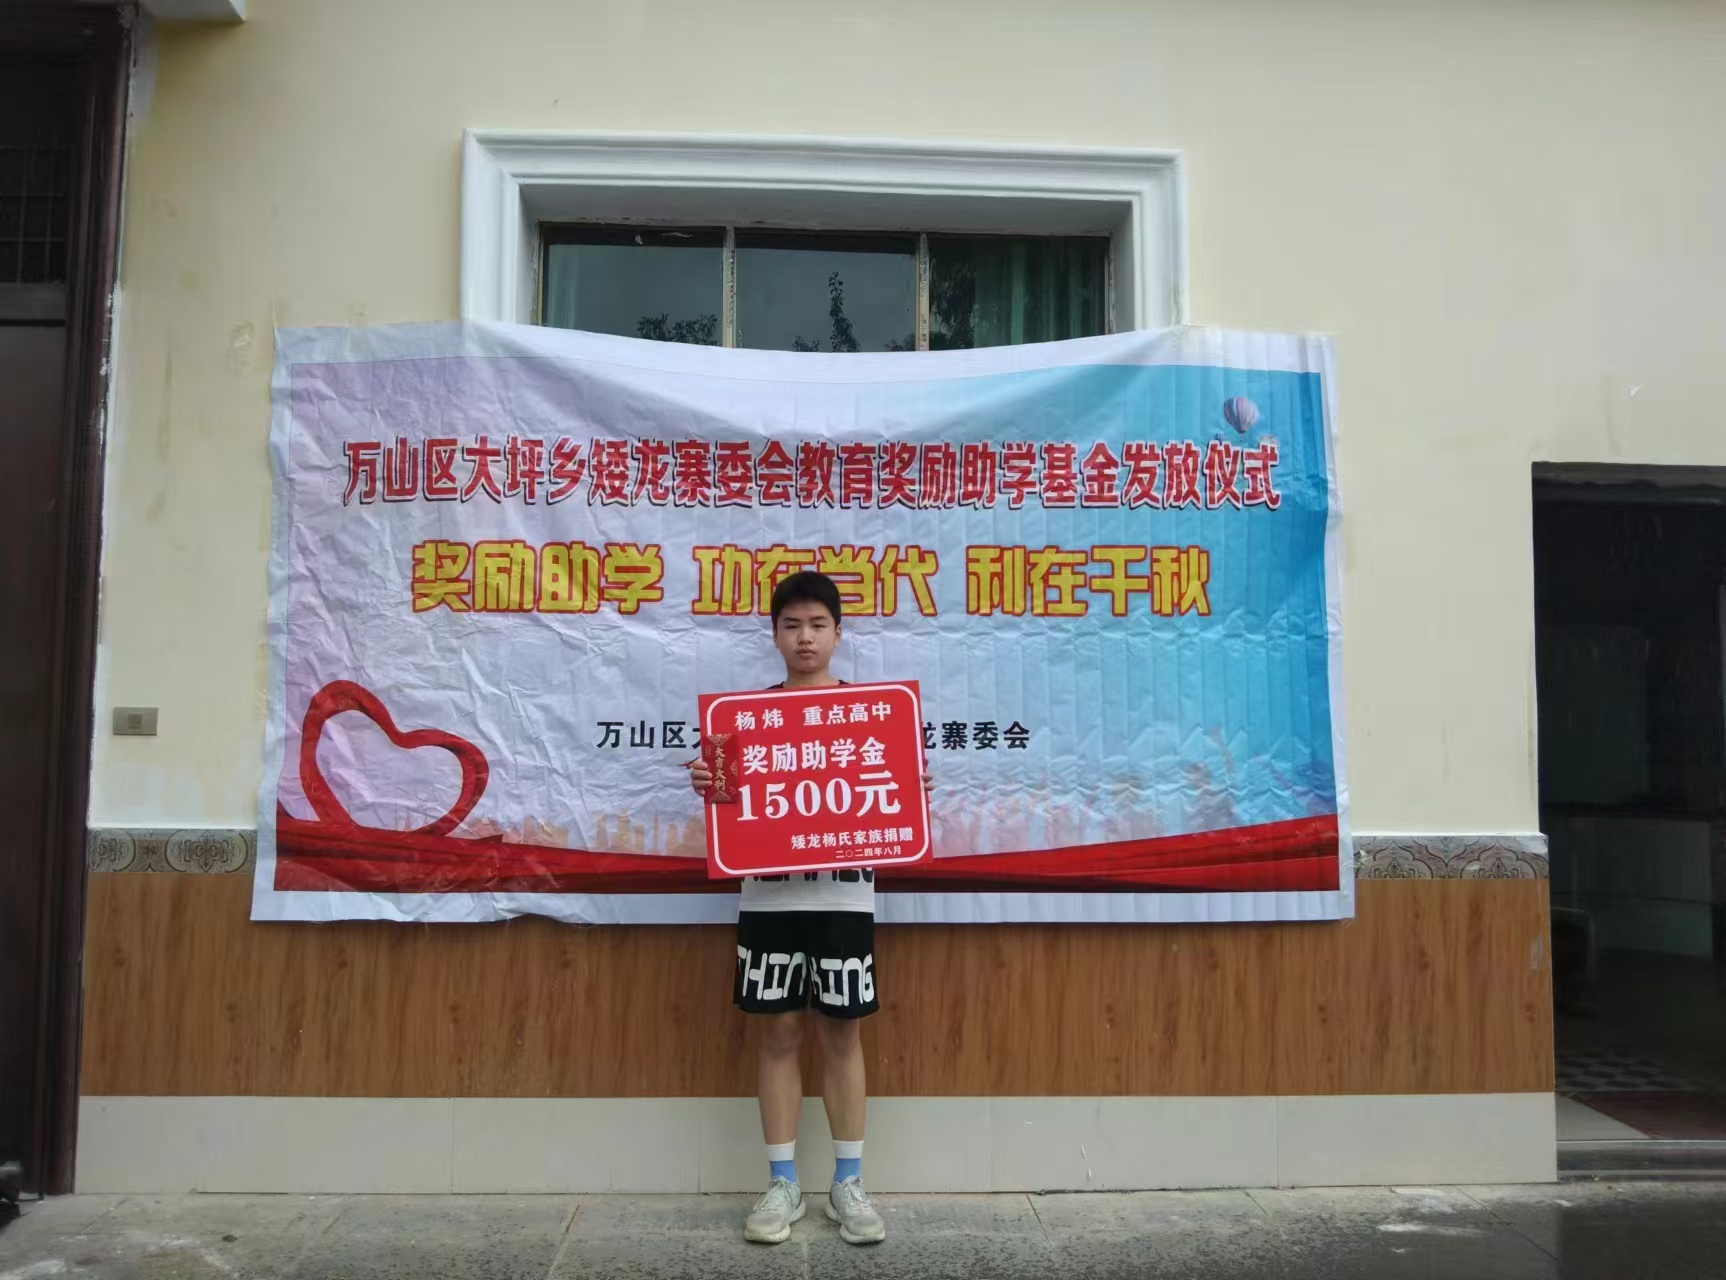 万山区大坪乡矮龙寨委会教育奖励助学基金发放仪式
奖励助学 功在当代 利在千秋
万山区 龙寨委会
杨炜 重点高中
奖励助学金
1500元
矮龙杨氏家族捐赠
二〇二四年八月
大吉大利
THINKING